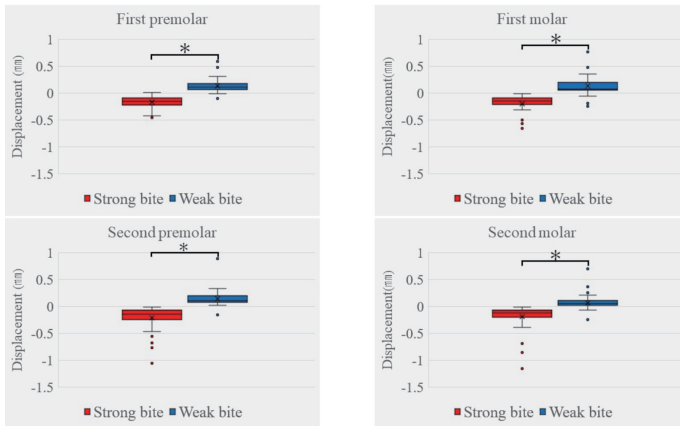 First premolar
Displacement (㎜)
1
0.5
0
-0.5
-1
-1.5
*
Strong bite Weak bite
First molar
Displacement(㎜)
1
0.5
0
-0.5
-1
-1.5
*
Strong bite Weak bite
Second premolar
Displacement (㎜)
1
0.5
0
-0.5
-1
-1.5
*
Strong bite Weak bite
Second molar
Displacement(㎜)
1
0.5
0
-0.5
-1
-1.5
*
Strong bite Weak bite